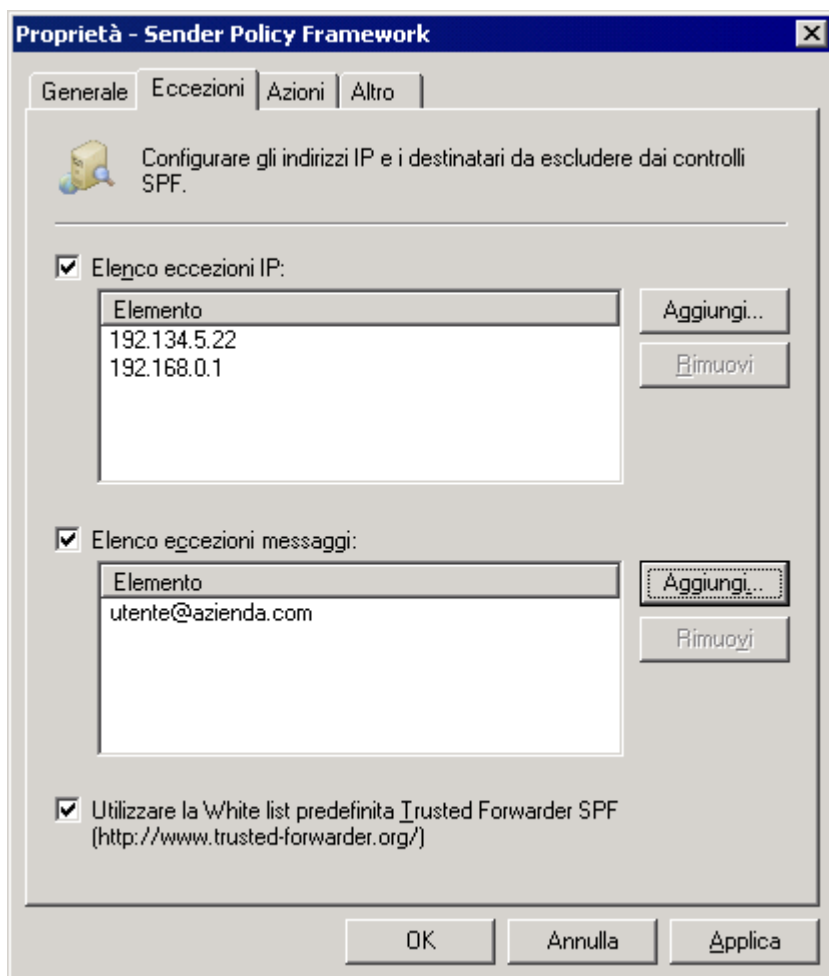 Proprietà - Sender Policy Framework
Generale Eccezioni Azioni Altro
Configurare gli indirizzi IP e i destinatari da escludere dai controlli
SPF.
Elenco eccezioni IP:
Elemento
192.134.5.22
192.168.0.1
Aggiungi...
Rimuovi
Elenco eccezioni messaggi:
Elemento
utente@azienda.com
Aggiungi...
Rimuovi
Utilizzare la White list predefinita Trusted Forwarder SPF
(http://www.trusted-forwarder.org/)
OK Annulla Applica